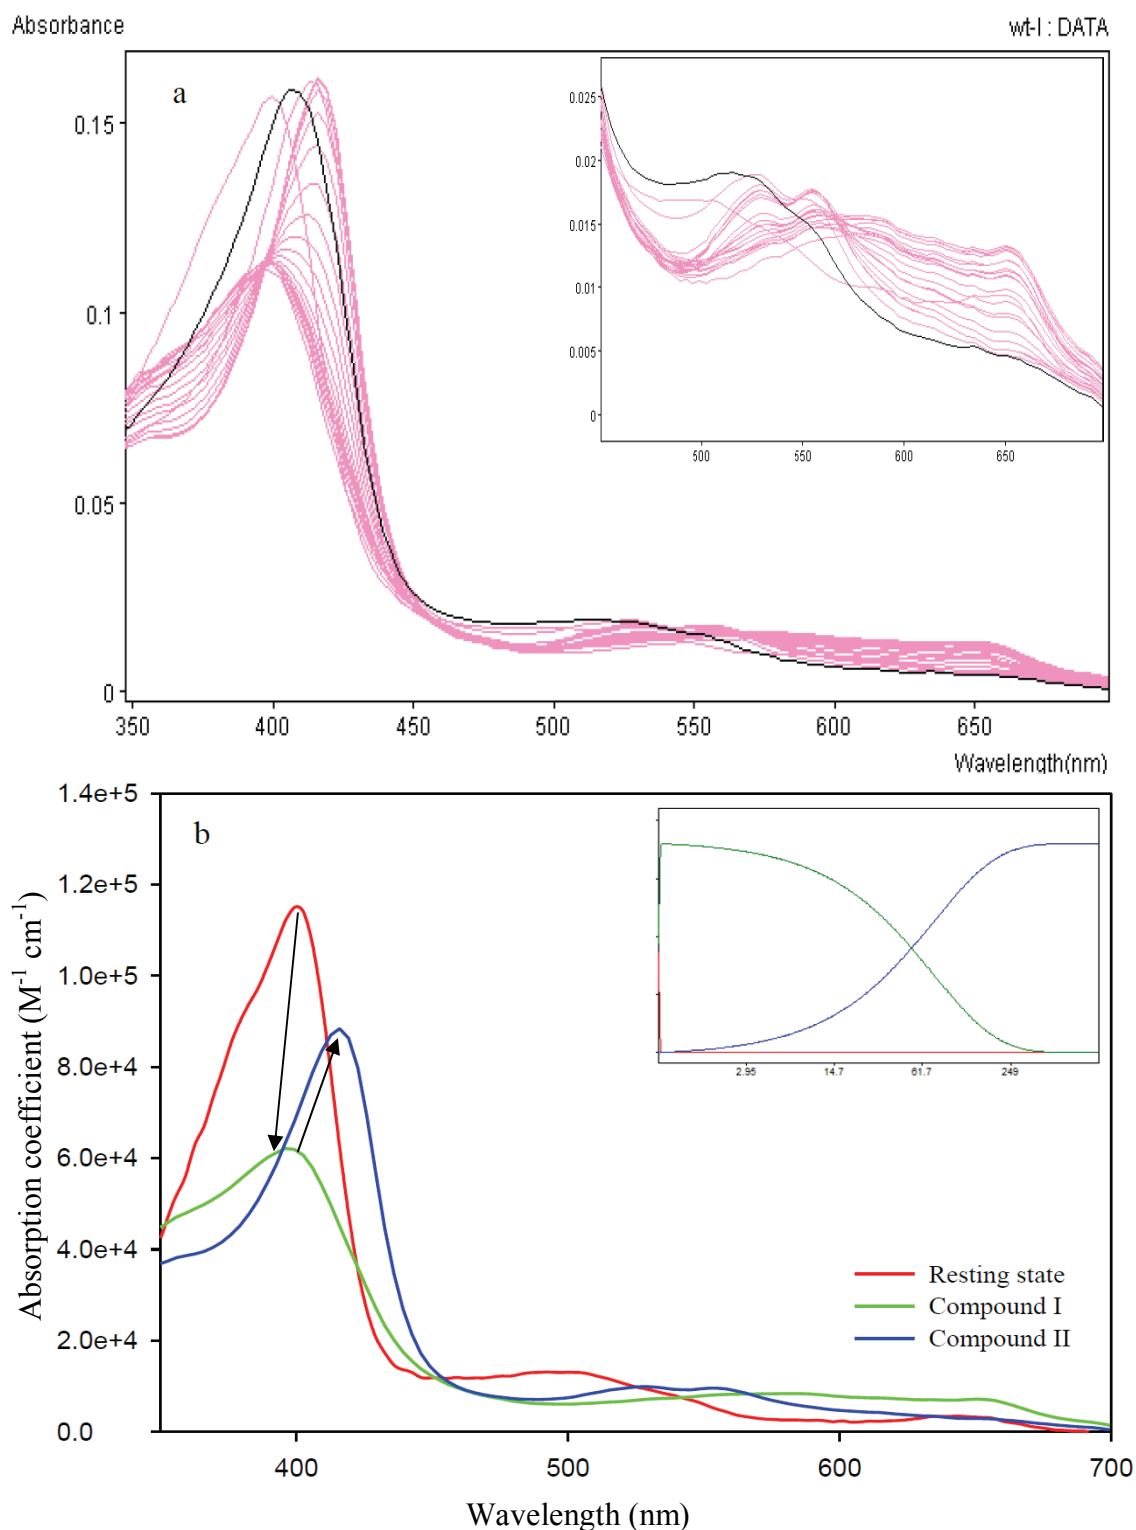 Absorbance
wt-I : DATA
a
0.15
0.1
0.05
0
350 400 450 500 550 600 650
Wavelength(nm)
0.025
0.02
0.015
0.01
0.005
0
500 550 600 650
b
Absorption coefficient (M-1 cm-1)
1.4e+5
1.2e+5
1.0e+5
8.0e+4
6.0e+4
4.0e+4
2.0e+4
0.0
2.95 14.7 61.7 249
Resting state
Compound I
Compound II
400 500 600 700
Wavelength (nm)